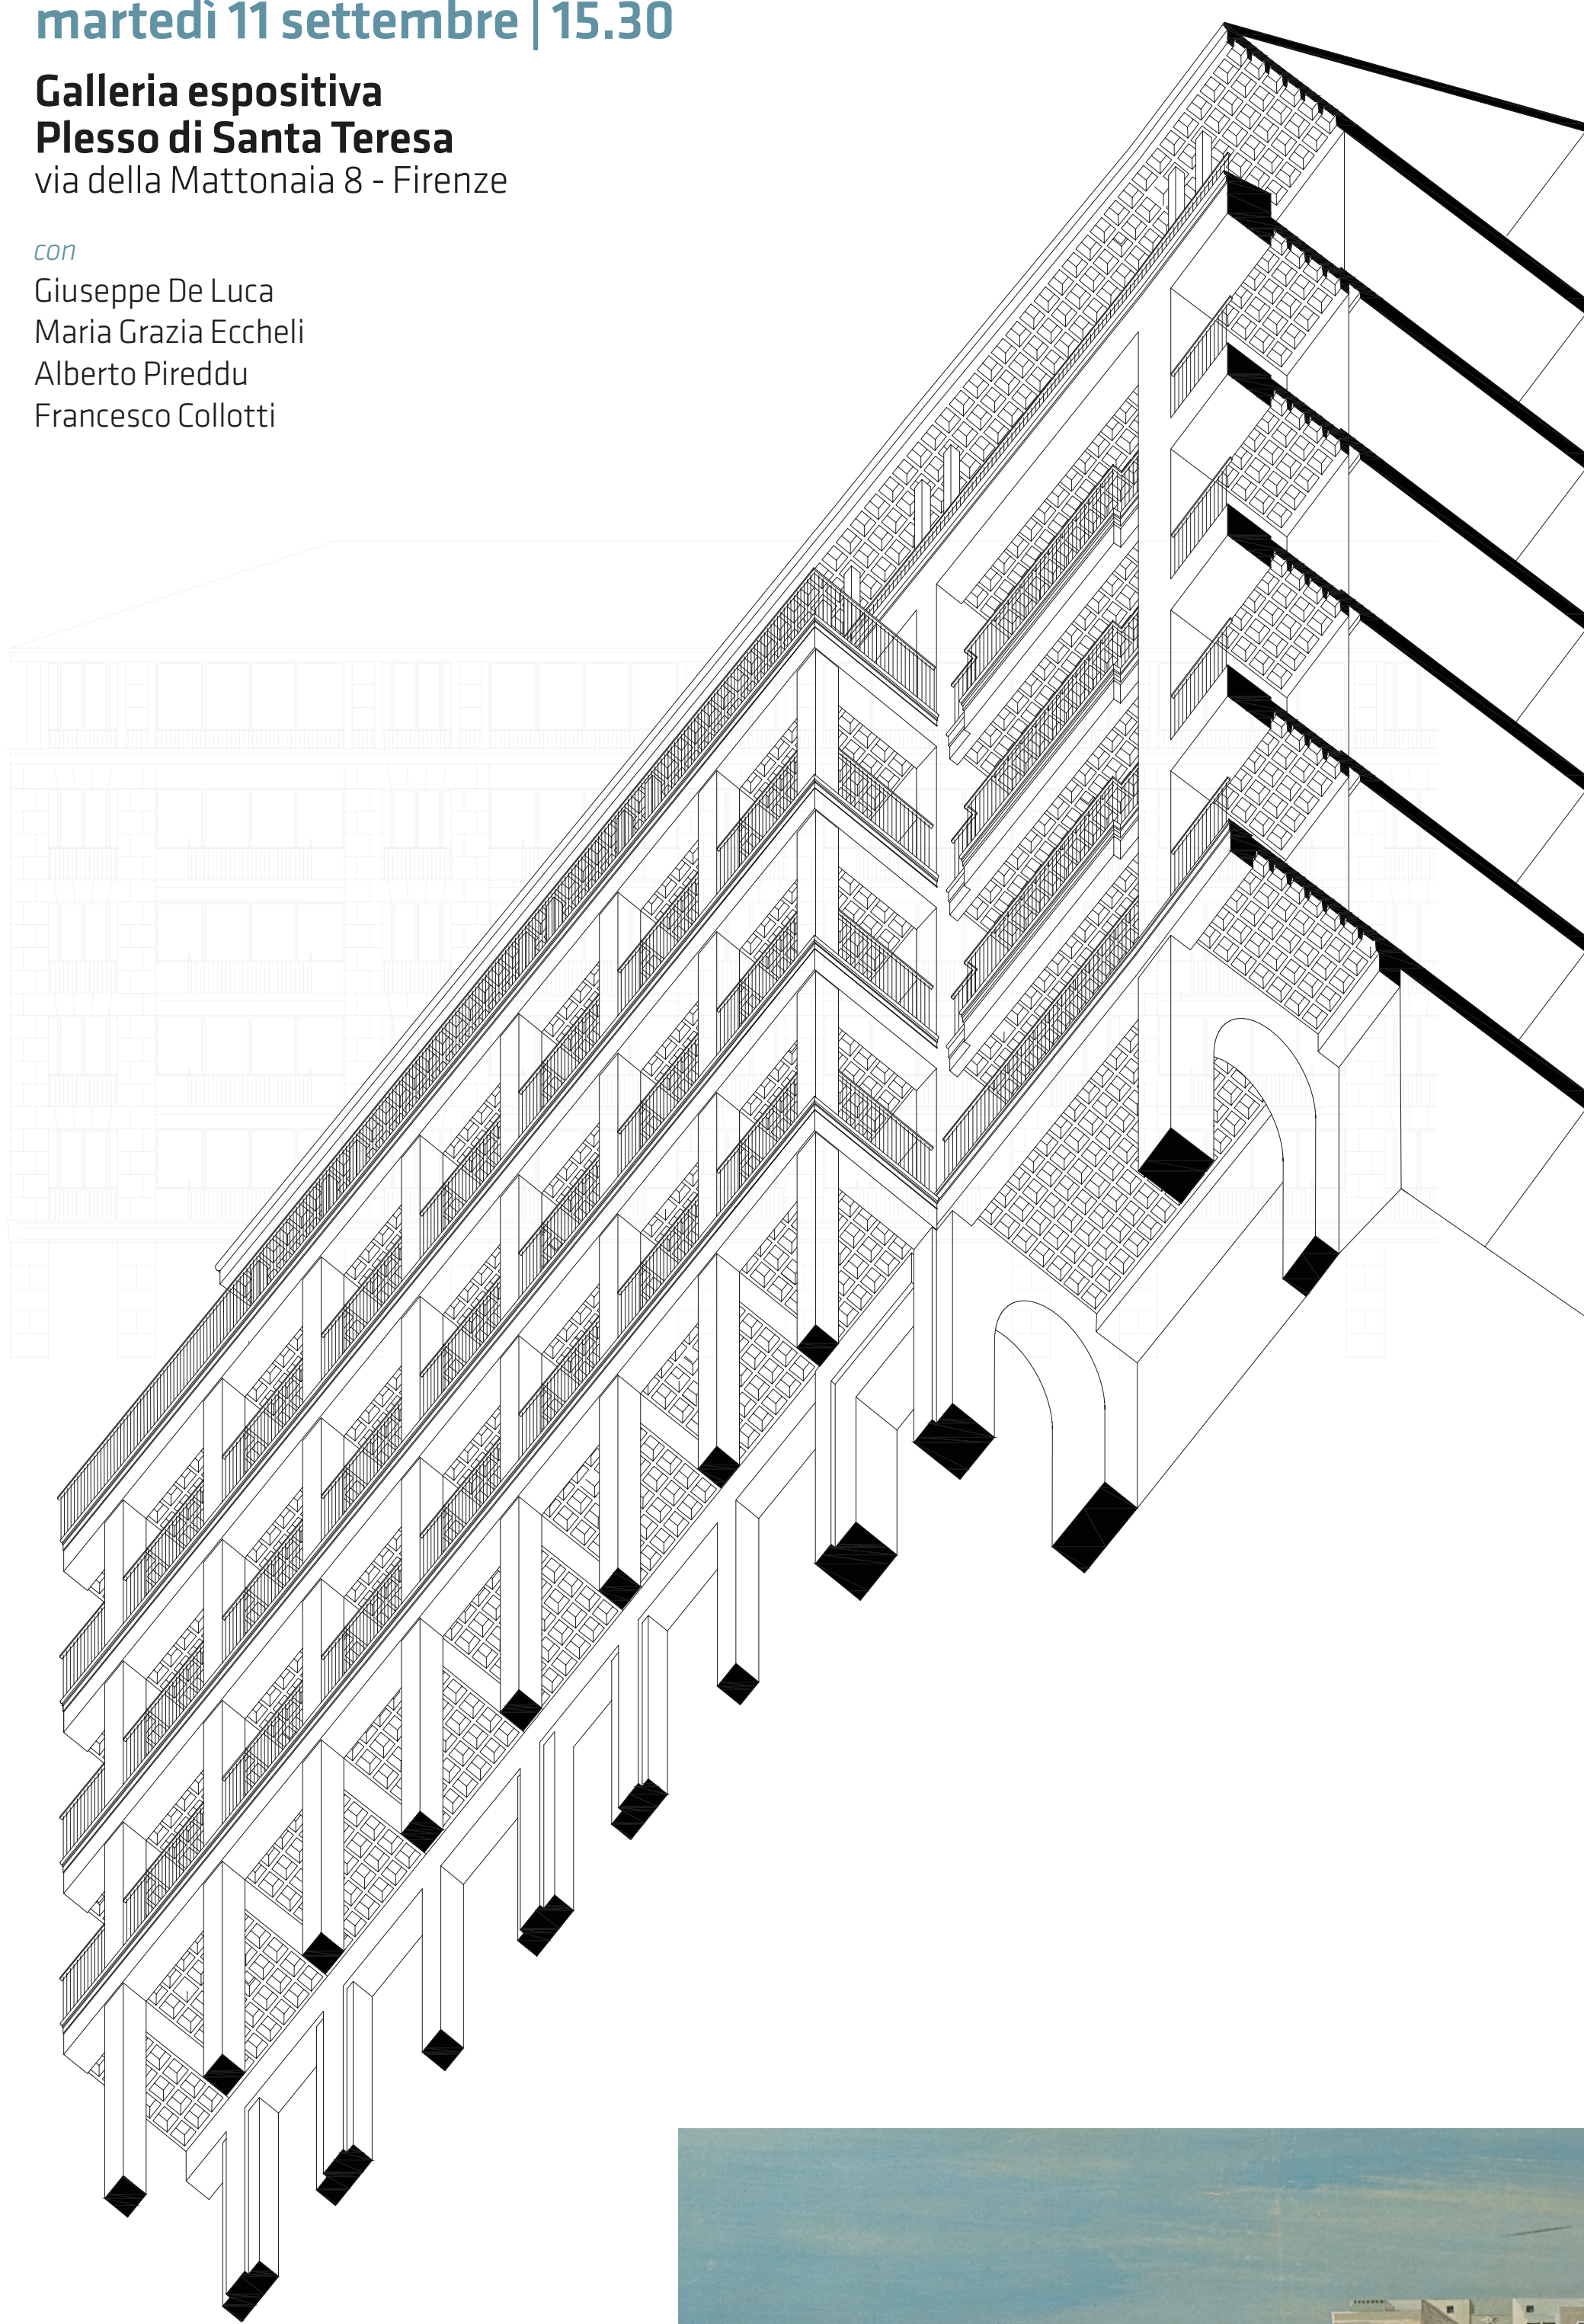 martedì 11 settembre | 15.30
Galleria espositiva
Plesso di Santa Teresa
via della Mattonaia 8 - Firenze
con
Giuseppe De Luca
Maria Grazia Eccheli
Alberto Pireddu
Francesco Collotti